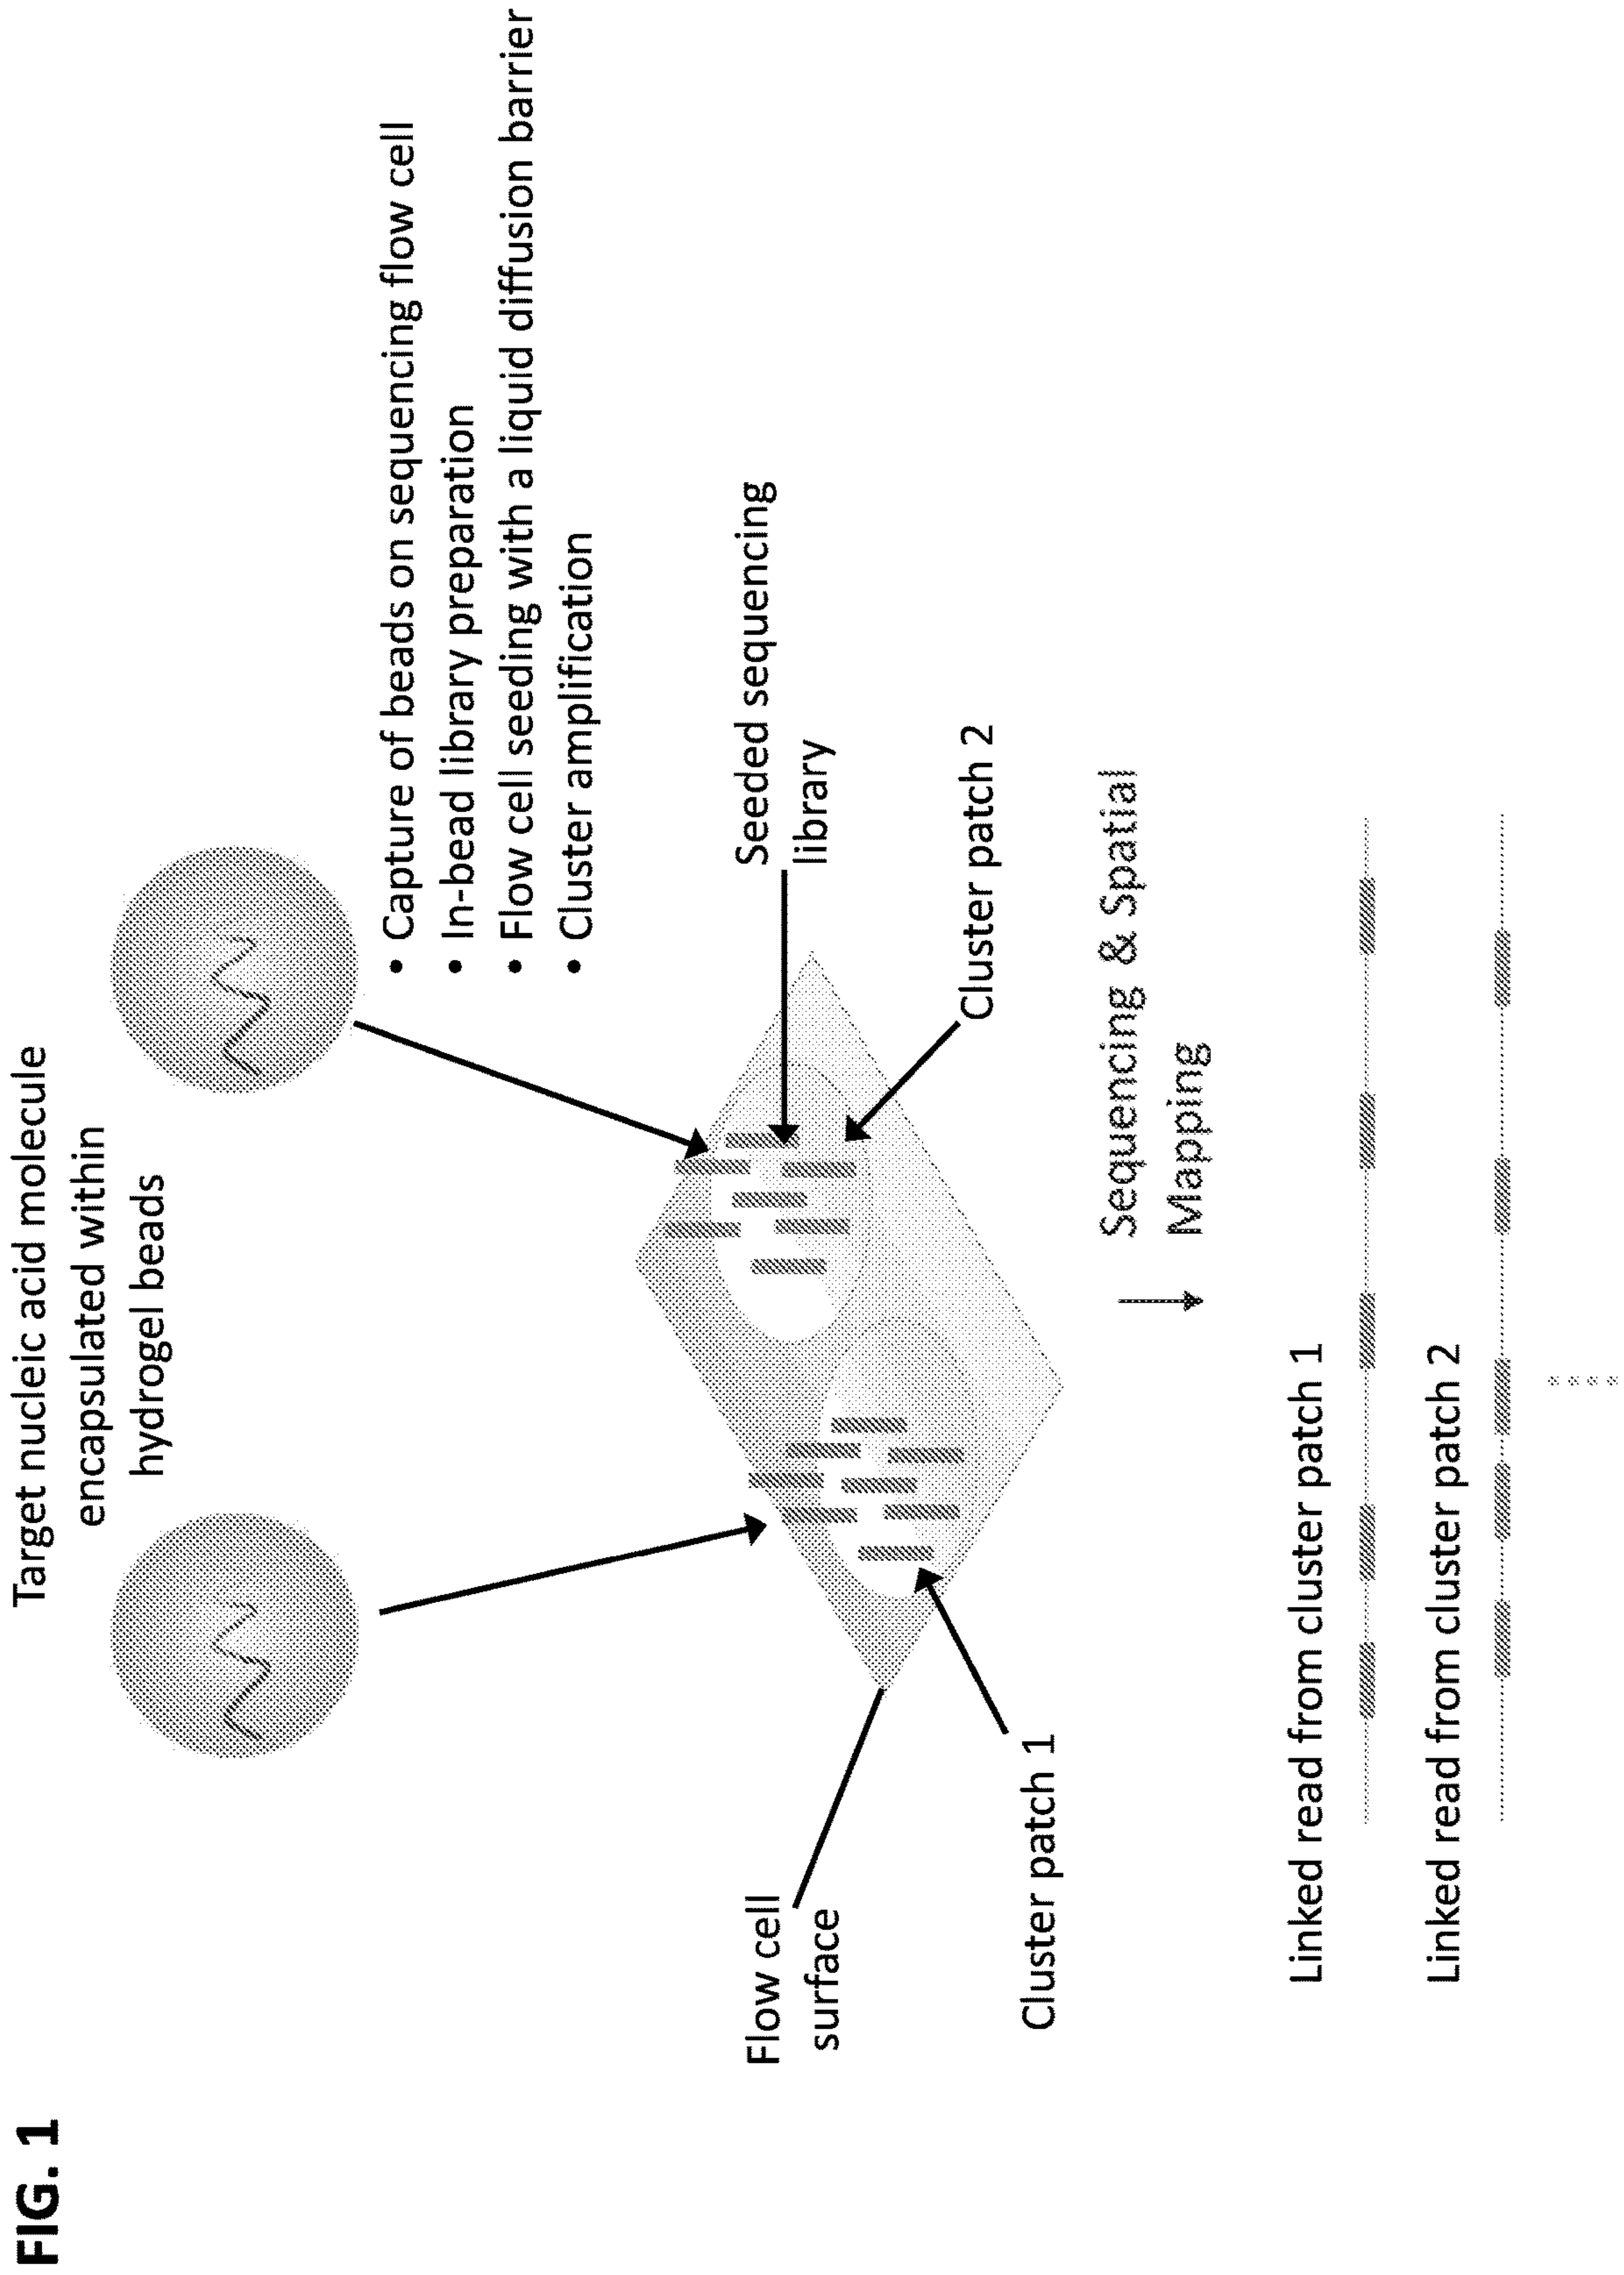 FIG. 1
Target nucleic acid molecule
encapsulated within
hydrogel beads
• Capture of beads on sequencing flow cell
• In-bead library preparation
• Flow cell seeding with a liquid diffusion barrier
• Cluster amplification
Flow cell
surface
Seeded sequencing
library
Cluster patch 1
Cluster patch 2
Sequencing & Spatial
Mapping
Linked read from cluster patch 1
Linked read from cluster patch 2